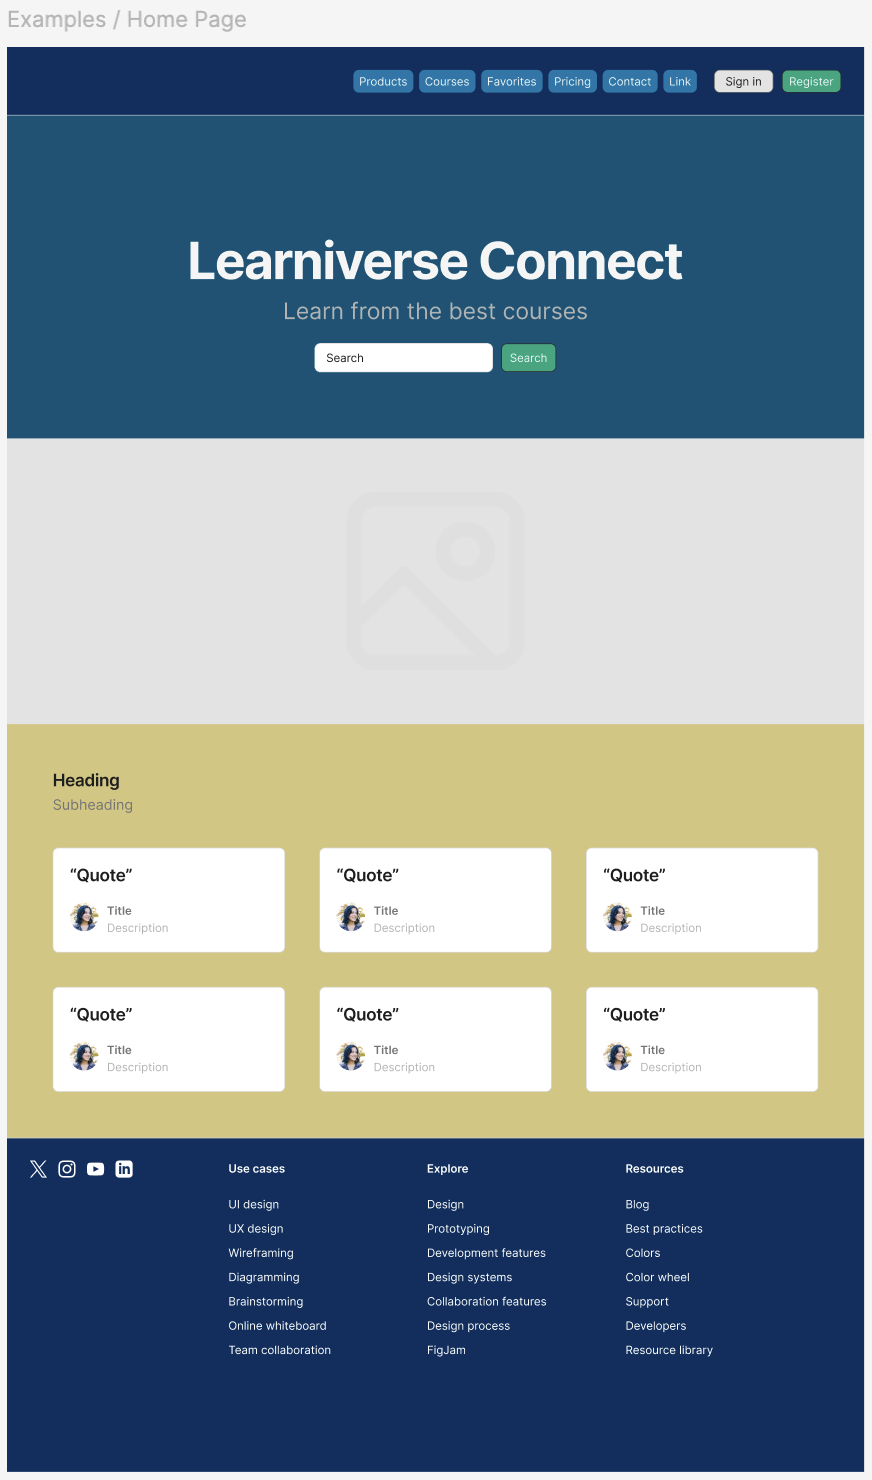 Examples / Home Page
Products Courses Favorites Pricing Contact Link Sign in Register
Learniverse Connect
Learn from the best courses
Search Search
Heading
Subheading
“Quote” “Quote” “Quote”
Title Title Title
Description Description Description
“Quote” “Quote” “Quote”
Title Title Title
Description Description Description
Use cases Explore Resources
UI design Design Blog
UX design Prototyping Best practices
Wireframing Development features Colors
Diagramming Design systems Color wheel
Brainstorming Collaboration features Support
Online whiteboard Design process Developers
Team collaboration FigJam Resource library